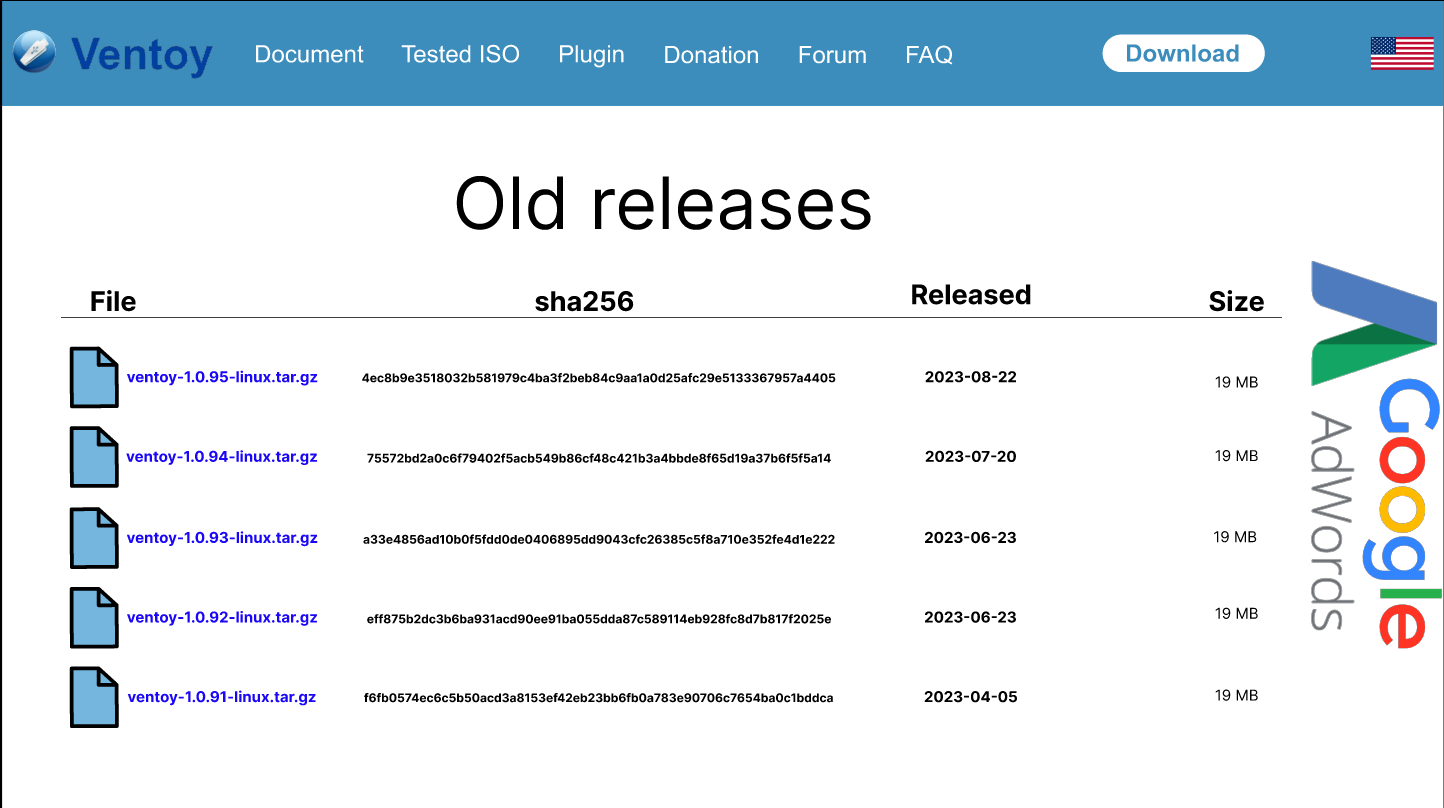 Ventoy Document Tested ISO Plugin Donation Forum FAQ Download
Old releases
File sha256 Released Size
ventoy-1.0.95-linux.tar.gz 4ec8b9e3518032b581979c4ba3f2beb84c9aa1a0d25afc29e5133367957a4405 2023-08-22 19 MB
ventoy-1.0.94-linux.tar.gz 75572bd2a0c6f79402f5acb549b86cf48c421b3a4bbde8f65d19a37b6f5f5a14 2023-07-20 19 MB
ventoy-1.0.93-linux.tar.gz a33e4856ad10b0f5fdd0de0406895dd9043cfc26385c5f8a710e352fe4d1e222 2023-06-23 19 MB
ventoy-1.0.92-linux.tar.gz eff875b2dc3b6ba931acd90ee91ba055dda87c589114eb928fc8d7b817f2025e 2023-06-23 19 MB
ventoy-1.0.91-linux.tar.gz f6fb0574ec6c5b50acd3a8153ef42eb23bb6fb0a783e90706c7654ba0c1bddca 2023-04-05 19 MB
Google
AdWords